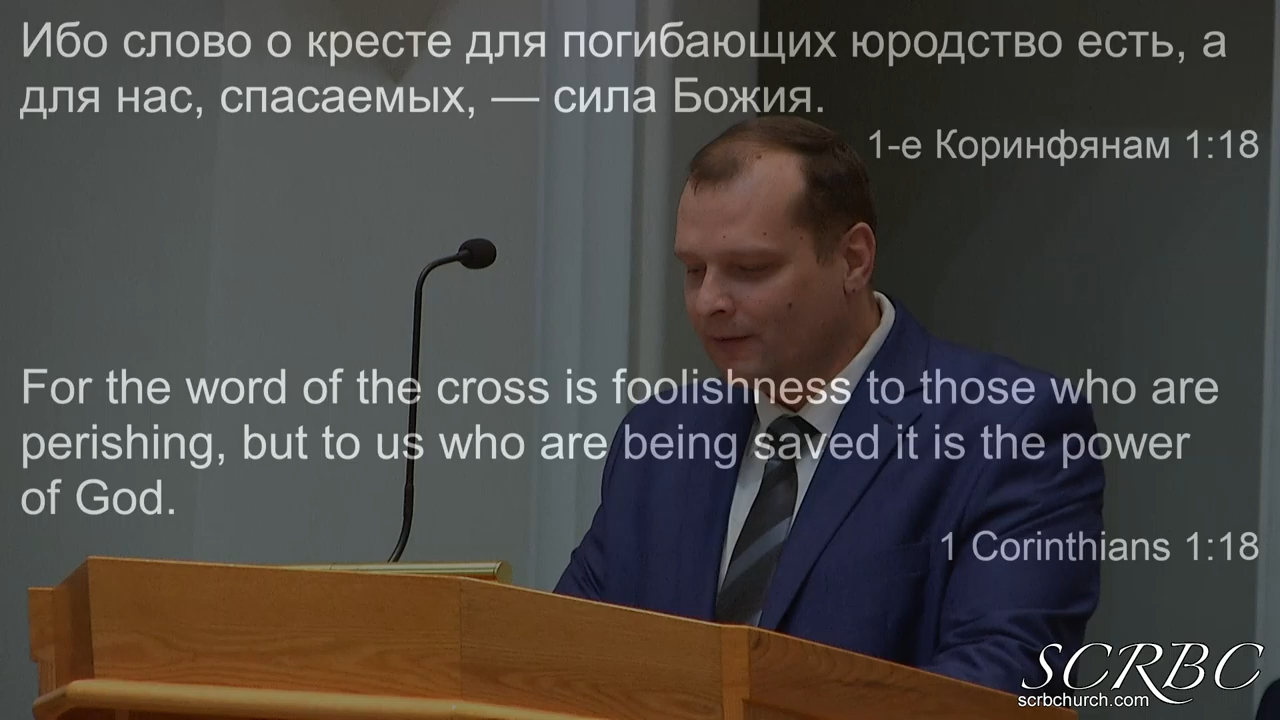 Ибо слово о кресте для погибающих юродство есть, а
для нас, спасаемых, — сила Божия.
1-е Коринфянам 1:18
For the word of the cross is foolishness to those who are
perishing, but to us who are being saved it is the power
of God.
1 Corinthians 1:18
SCRBC
scrbchurch.com